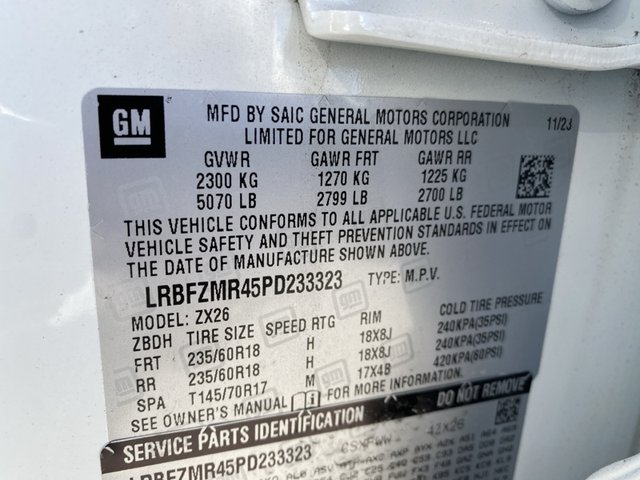 GM
MFD BY SAIC GENERAL MOTORS CORPORATION
LIMITED FOR GENERAL MOTORS LLC
11/23
GVWR GAWR FRT GAWR RR
2300 KG 1270 KG 1225 KG
5070 LB 2799 LB 2700 LB
THIS VEHICLE CONFORMS TO ALL APPLICABLE U.S. FEDERAL MOTOR
VEHICLE SAFETY AND THEFT PREVENTION STANDARDS IN EFFECT ON
THE DATE OF MANUFACTURE SHOWN ABOVE.
LRBFZMR45PD233323 TYPE: M.P.V.
MODEL: ZX26
ZBDH TIRE SIZE SPEED RTG RIM COLD TIRE PRESSURE
FRT 235/60R18 H 18X8J 240KPA(35PSI)
RR 235/60R18 H 18X8J 240KPA(35PSI)
SPA T145/70R17 M 17X4B 420KPA(60PSI)
SEE OWNER'S MANUAL FOR MORE INFORMATION.
SERVICE PARTS IDENTIFICATION DO NOT REMOVE
LRBFZMR45PD233323